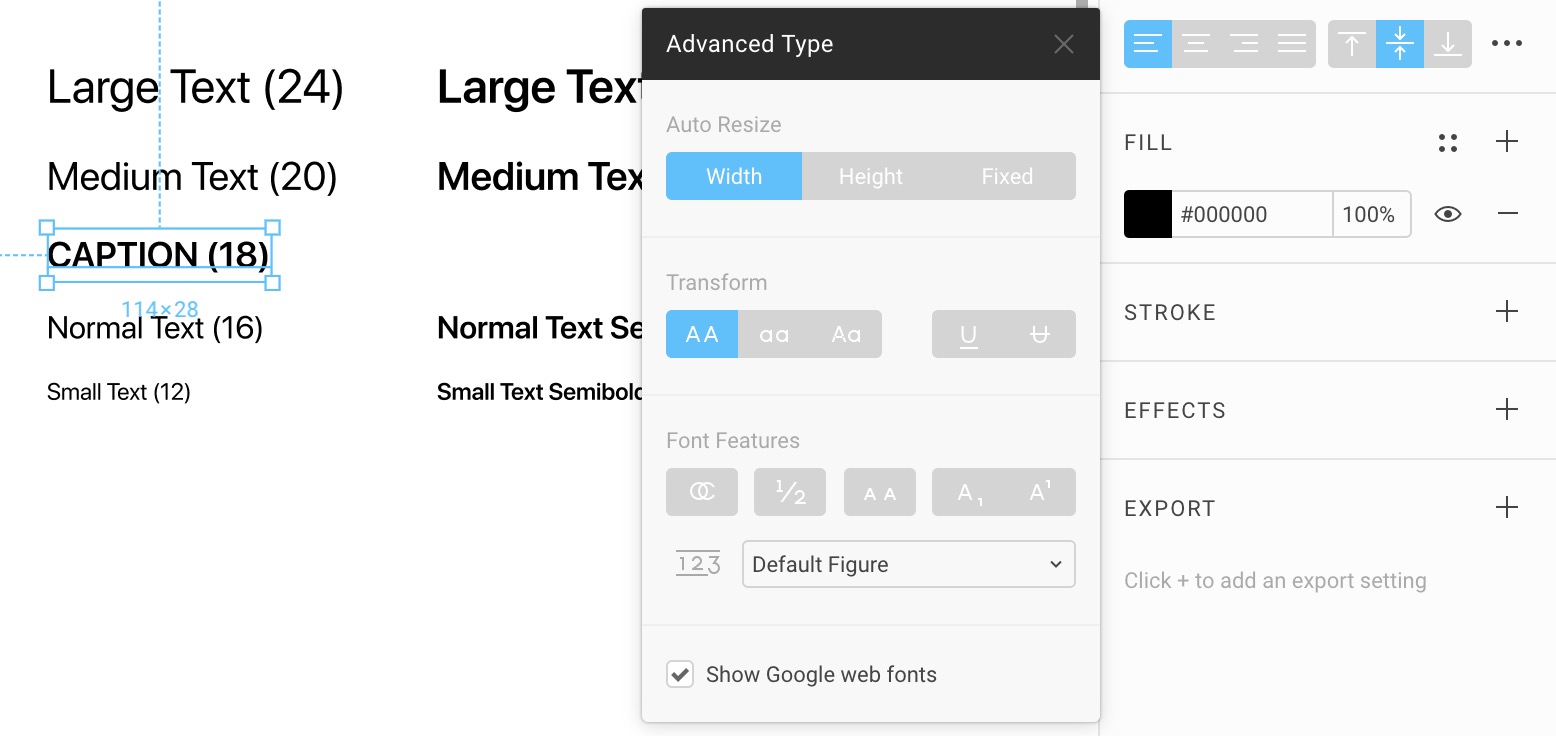 Large Text (24)
Medium Text (20)
CAPTION (18)
114×28
Normal Text (16)
Small Text (12)
Large Text
Medium Tex
Normal Text Se
Small Text Semibold
Advanced Type
Auto Resize
Width Height Fixed
Transform
AA aa Aa U U
Font Features
1/2 AA A1 A1
123 Default Figure
Show Google web fonts
FILL
#000000 100%
STROKE
EFFECTS
EXPORT
Click + to add an export setting